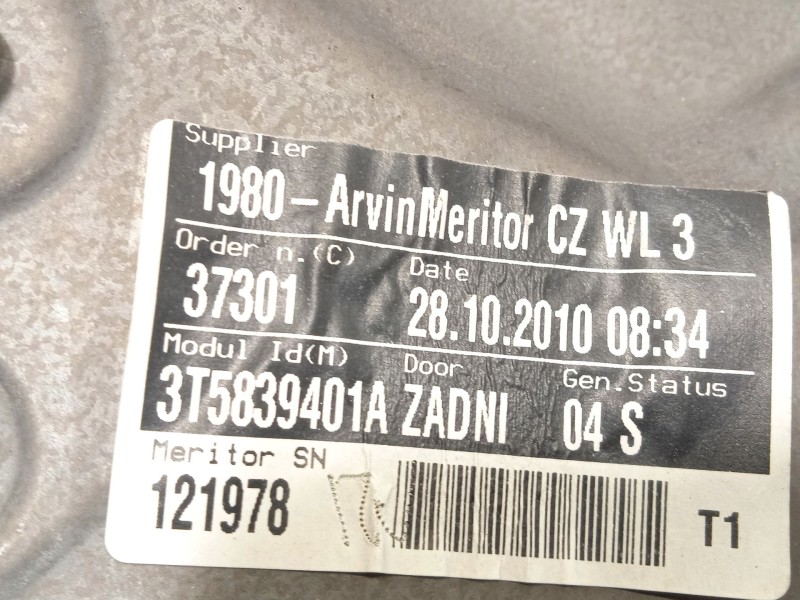 Supplier
1980-ArvinMeritor CZ WL 3
Order n.(C) Date
37301 28.10.2010 08:34
Modul Id(M) Door Gen.Status
3T5839401A ZADNI 04 S
Meritor SN
121978 T1